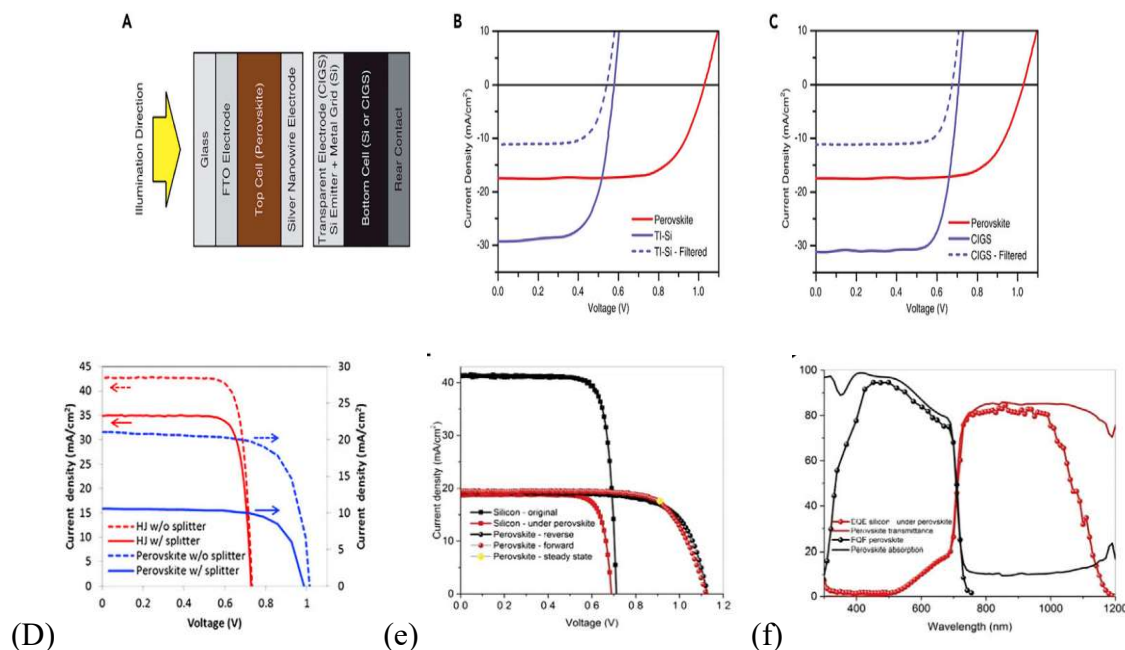 A
Illumination Direction
Glass
FTO Electrode
Top Cell (Perovskite)
Silver Nanowire Electrode
Transparent Electrode (CIGS)
Si Emitter + Metal Grid (Si)
Bottom Cell (Si or CIGS)
Rear Contact
B
Current Density (mA/cm²)
10
0
-10
-20
-30
Perovskite
TI-Si
TI-Si - Filtered
0.0 0.2 0.4 0.6 0.8 1.0
Voltage (V)
C
Current Density (mA/cm²)
10
0
-10
-20
-30
Perovskite
CIGS
CIGS - Filtered
0.0 0.2 0.4 0.6 0.8 1.0
Voltage (V)
Current density (mA/cm²)
45
40
35
30
25
20
15
10
5
0
HJ w/o splitter
HJ w/ splitter
Perovskite w/o splitter
Perovskite w/ splitter
30
25
20
15
10
5
0
Current density (mA/cm²)
0 0.2 0.4 0.6 0.8 1
Voltage (V)
(D)
Current density (mA/cm²)
40
30
20
10
0
Silicon - original
Silicon - under perovskite
Perovskite - reverse
Perovskite - forward
Perovskite - steady state
0.0 0.2 0.4 0.6 0.8 1.0 1.2
Voltage (V)
(e)
100
80
60
40
20
0
EQE silicon under perovskite
Perovskite transmittance
EQE perovskite
Perovskite absorption
400 600 800 1000 1200
Wavelength (nm)
(f)